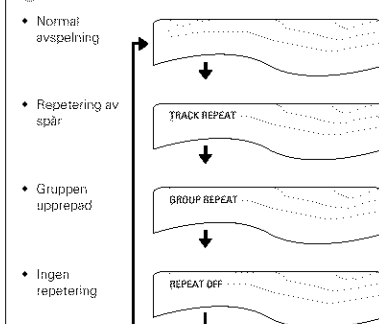 • Normal
avspelning
• Repetering av
spår
TRACK REPEAT
• Gruppen
upprepad
GROUP REPEAT
• Ingen
repetering
REPEAT OFF